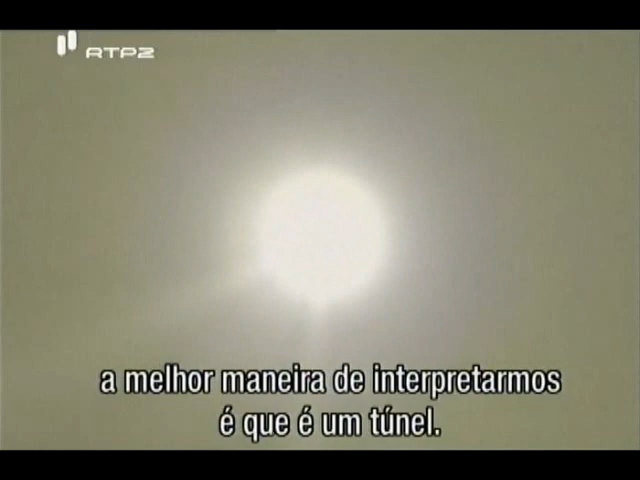 RTP2
a melhor maneira de interpretarmos
é que é um túnel.